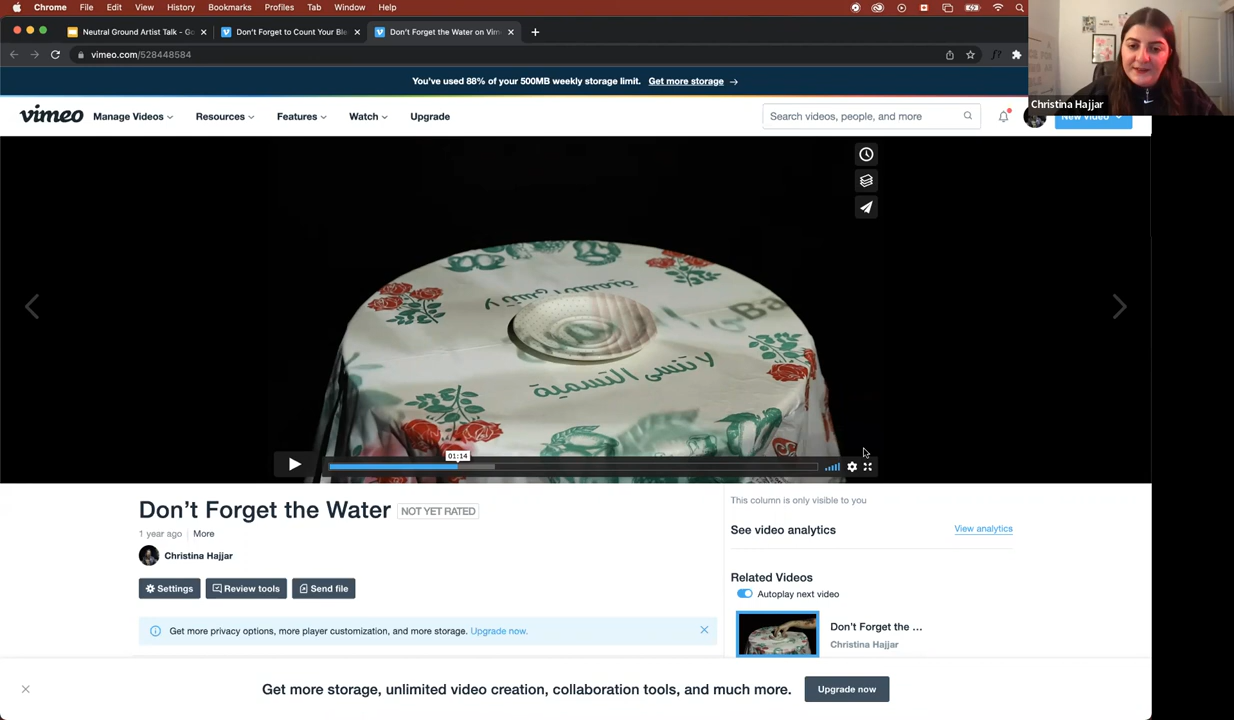 Chrome File Edit View History Bookmarks Profiles Tab Window Help
Neutral Ground Artist Talk - Go
Don't Forget to Count Your Ble
Don't Forget the Water on Vim
vimeo.com/528448584
You've used 88% of your 500MB weekly storage limit. Get more storage →
Christina Hajjar
vimeo Manage Videos Resources Features Watch Upgrade
Search videos, people, and more
New video
لا تنسى التسمية
01:14
Don't Forget the Water NOT YET RATED
1 year ago More
Christina Hajjar
Settings Review tools Send file
Get more privacy options, more player customization, and more storage. Upgrade now.
This column is only visible to you
See video analytics View analytics
Related Videos
Autoplay next video
Don't Forget the ...
Christina Hajjar
Get more storage, unlimited video creation, collaboration tools, and much more. Upgrade now